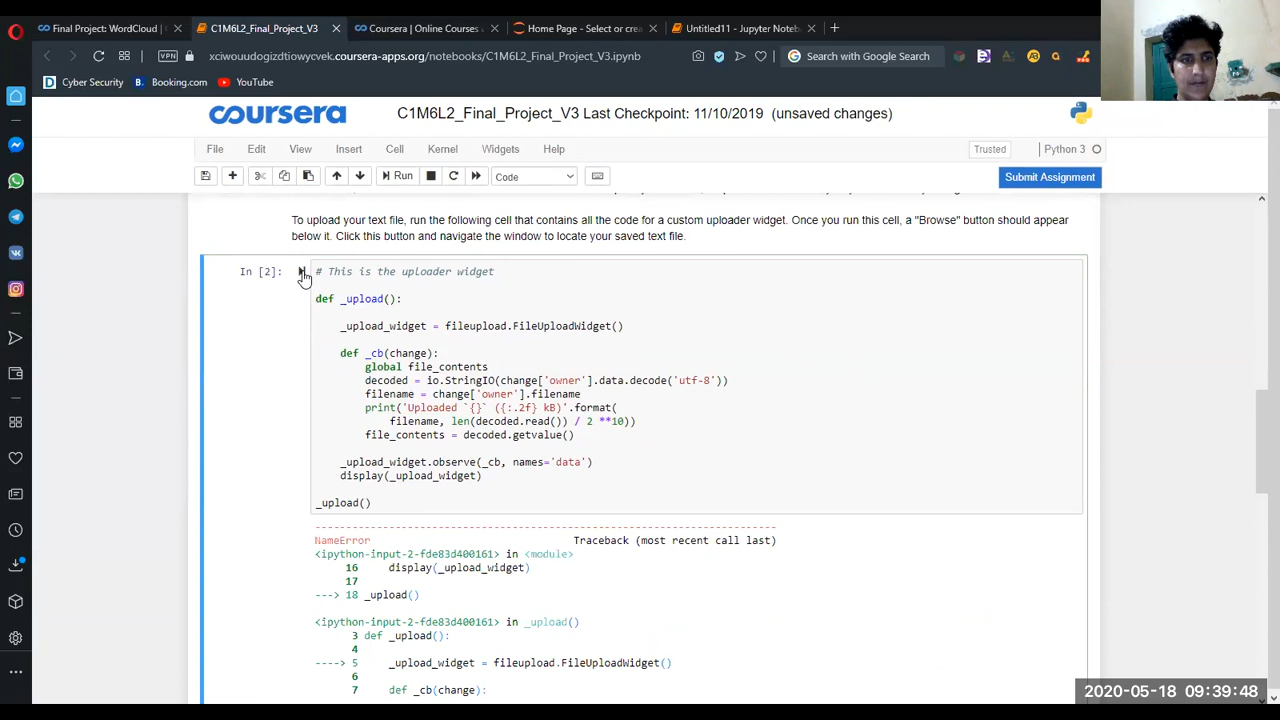 Final Project: WordCloud |
C1M6L2_Final_Project_V3
Coursera | Online Courses
Home Page - Select or crea
Untitled11 - Jupyter Noteb
VPN
xciwouudogizdtiowycvek.coursera-apps.org/notebooks/C1M6L2_Final_Project_V3.ipynb
Search with Google Search
Cyber Security
B. Booking.com
YouTube
coursera
C1M6L2_Final_Project_V3 Last Checkpoint: 11/10/2019 (unsaved changes)
File Edit View Insert Cell Kernel Widgets Help
Trusted
Python 3
Run
Code
Submit Assignment
To upload your text file, run the following cell that contains all the code for a custom uploader widget. Once you run this cell, a "Browse" button should appear
below it. Click this button and navigate the window to locate your saved text file.
In [2]:
# This is the uploader widget
def _upload():
_upload_widget = fileupload.FileUploadWidget()
def _cb(change):
global file_contents
decoded = io.StringIO(change['owner'].data.decode('utf-8'))
filename = change['owner'].filename
print('Uploaded `{}` ({:.2f} kB)'.format(
filename, len(decoded.read()) / 2 **10))
file_contents = decoded.getvalue()
_upload_widget.observe(_cb, names='data')
display(_upload_widget)
_upload()
---------------------------------------------------------------------------
NameError Traceback (most recent call last)
<ipython-input-2-fde83d400161> in <module>
16 display(_upload_widget)
17
---> 18 _upload()
<ipython-input-2-fde83d400161> in _upload()
3 def _upload():
4
----> 5 _upload_widget = fileupload.FileUploadWidget()
6
7 def _cb(change):
2020-05-18 09:39:48